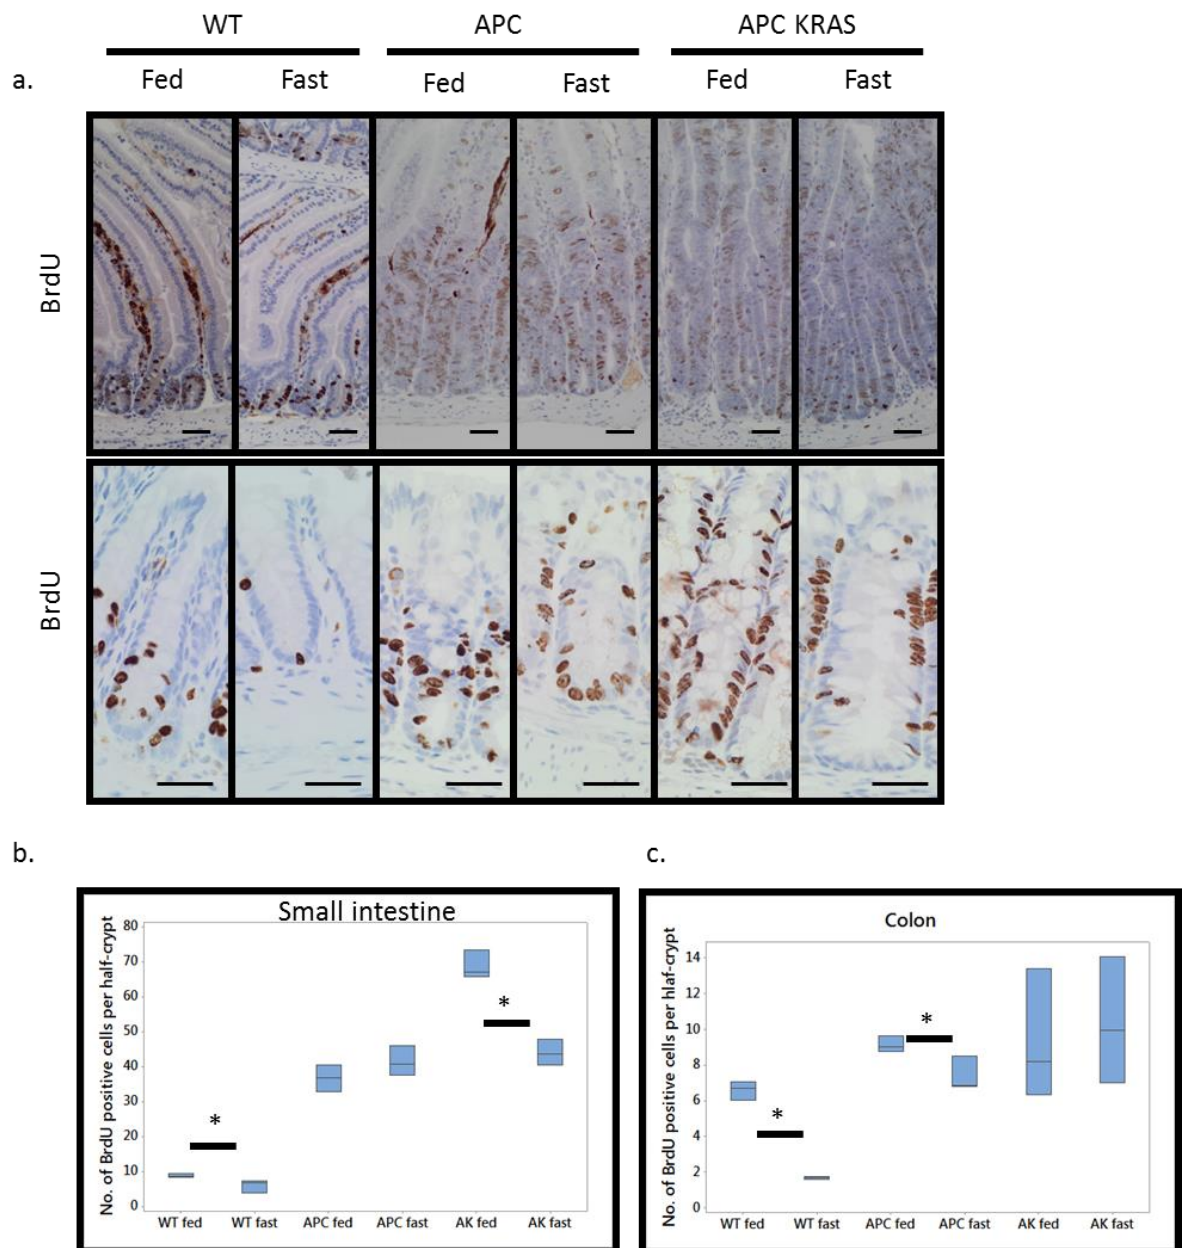 WT APC APC KRAS
a. Fed Fast Fed Fast Fed Fast
BrdU
BrdU
b. c.
Small intestine
No. of BrdU positive cells per half-crypt
80
70
60
50
40
30
20
10
0
*
*
WT fed WT fast APC fed APC fast AK fed AK fast
Colon
No. of BrdU positive cells per hlaf-crypt
14
12
10
8
6
4
2
0
*
*
WT fed WT fast APC fed APC fast AK fed AK fast